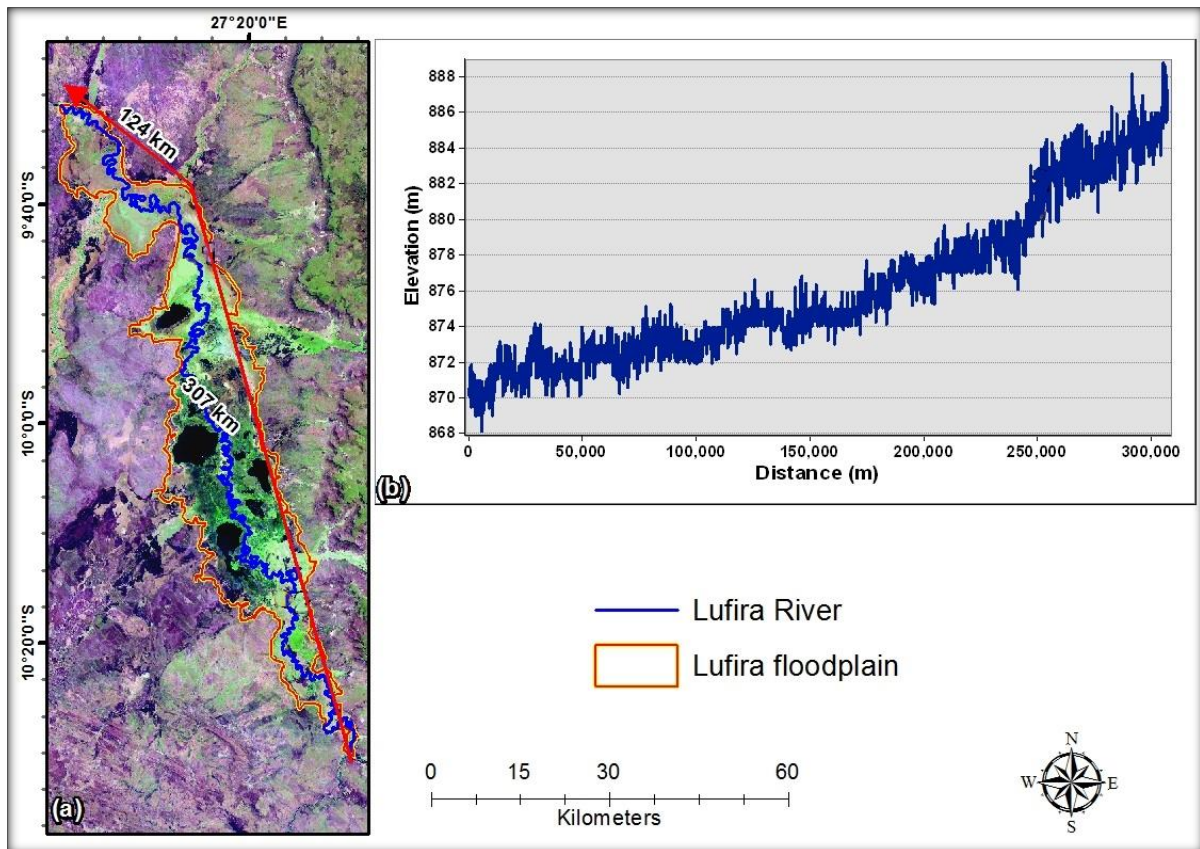 27°20'0"E
9°40'0"S
10°0'0"S
10°20'0"S
124 km
307 km
(a)
Elevation (m)
888
886
884
882
880
878
876
874
872
870
868
0 50,000 100,000 150,000 200,000 250,000 300,000
Distance (m)
(b)
Lufira River
Lufira floodplain
0 15 30 60
Kilometers
N
W E
S